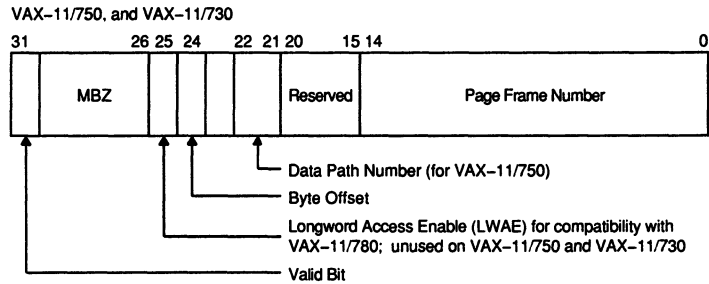 VAX–11/750, and VAX–11/730
31 26 25 24 22 21 20 15 14 0
MBZ Reserved Page Frame Number
Data Path Number (for VAX–11/750)
Byte Offset
Longword Access Enable (LWAE) for compatibility with
VAX–11/780; unused on VAX–11/750 and VAX–11/730
Valid Bit